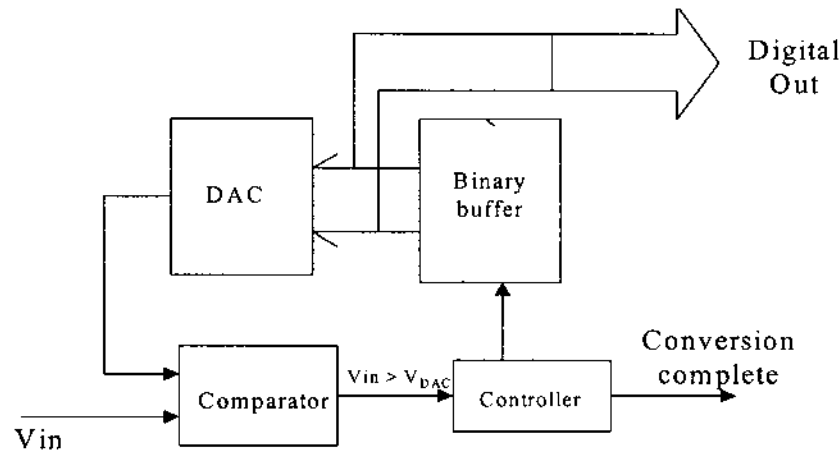 Digital
Out
DAC
Binary
buffer
Conversion
complete
Vin > VDAC
Comparator
Controller
Vin